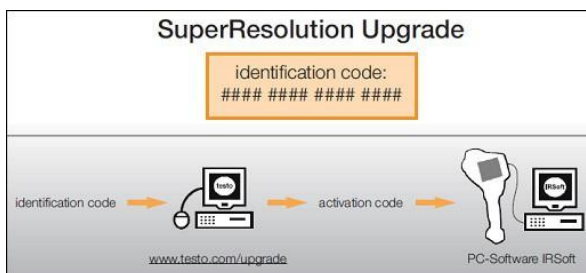 SuperResolution Upgrade
identification code:
#### #### #### ####
identification code
testo
activation code
IRSoft
www.testo.com/upgrade
PC-Software IRSoft